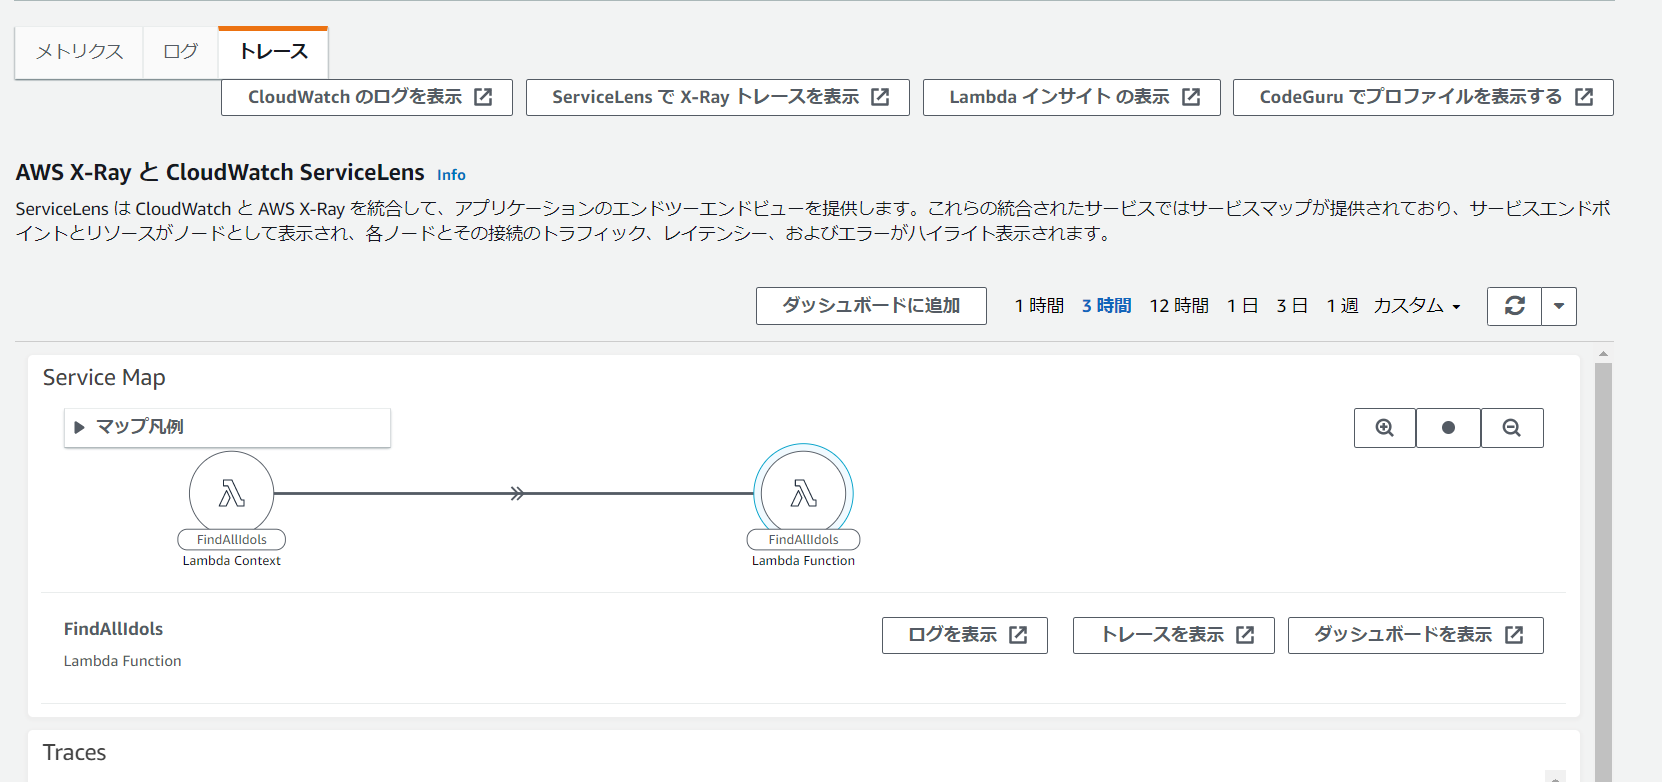 メトリクス ログ トレース
CloudWatch のログを表示 ServiceLens で X-Ray トレースを表示 Lambda インサイト の表示 CodeGuru でプロファイルを表示する
AWS X-Ray と CloudWatch ServiceLens Info
ServiceLens は CloudWatch と AWS X-Ray を統合して、アプリケーションのエンドツーエンドビューを提供します。これらの統合されたサービスではサービスマップが提供されており、サービスエンドポ
イントとリソースがノードとして表示され、各ノードとその接続のトラフィック、レイテンシー、およびエラーがハイライト表示されます。
ダッシュボードに追加 1 時間 3 時間 12 時間 1 日 3 日 1 週 カスタム
Service Map
マップ凡例
FindAllIdols FindAllIdols
Lambda Context Lambda Function
FindAllIdols
Lambda Function
ログを表示 トレースを表示 ダッシュボードを表示
Traces